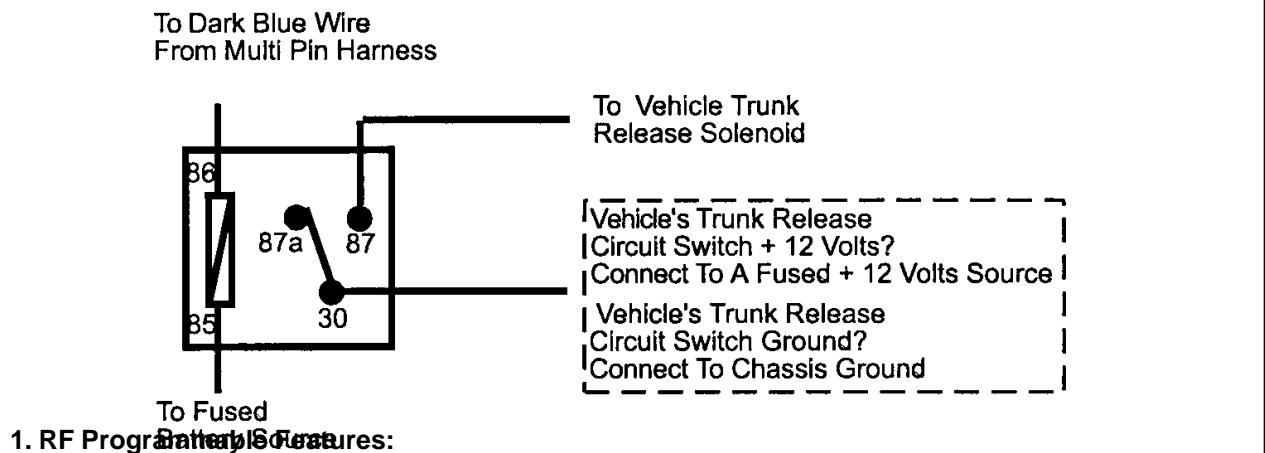 To Dark Blue Wire
From Multi Pin Harness
To Vehicle Trunk
Release Solenoid
86
87a
87
30
85
Vehicle's Trunk Release
Circuit Switch + 12 Volts?
Connect To A Fused + 12 Volts Source
Vehicle's Trunk Release
Circuit Switch Ground?
Connect To Chassis Ground
To Fused
Battery Source
1. RF Programmable Features: